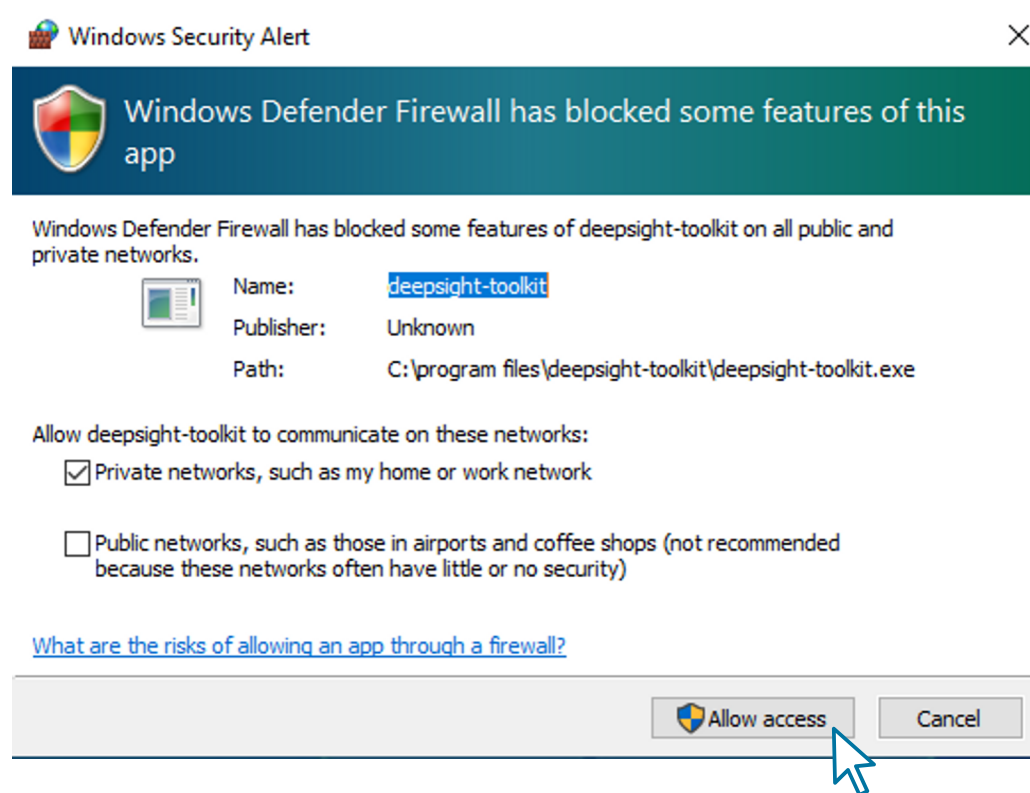 Windows Security Alert
Windows Defender Firewall has blocked some features of this
app
Windows Defender Firewall has blocked some features of deepsight-toolkit on all public and
private networks.
Name: deepsight-toolkit
Publisher: Unknown
Path: C:\program files\deepsight-toolkit\deepsight-toolkit.exe
Allow deepsight-toolkit to communicate on these networks:
Private networks, such as my home or work network
Public networks, such as those in airports and coffee shops (not recommended
because these networks often have little or no security)
What are the risks of allowing an app through a firewall?
Allow access Cancel